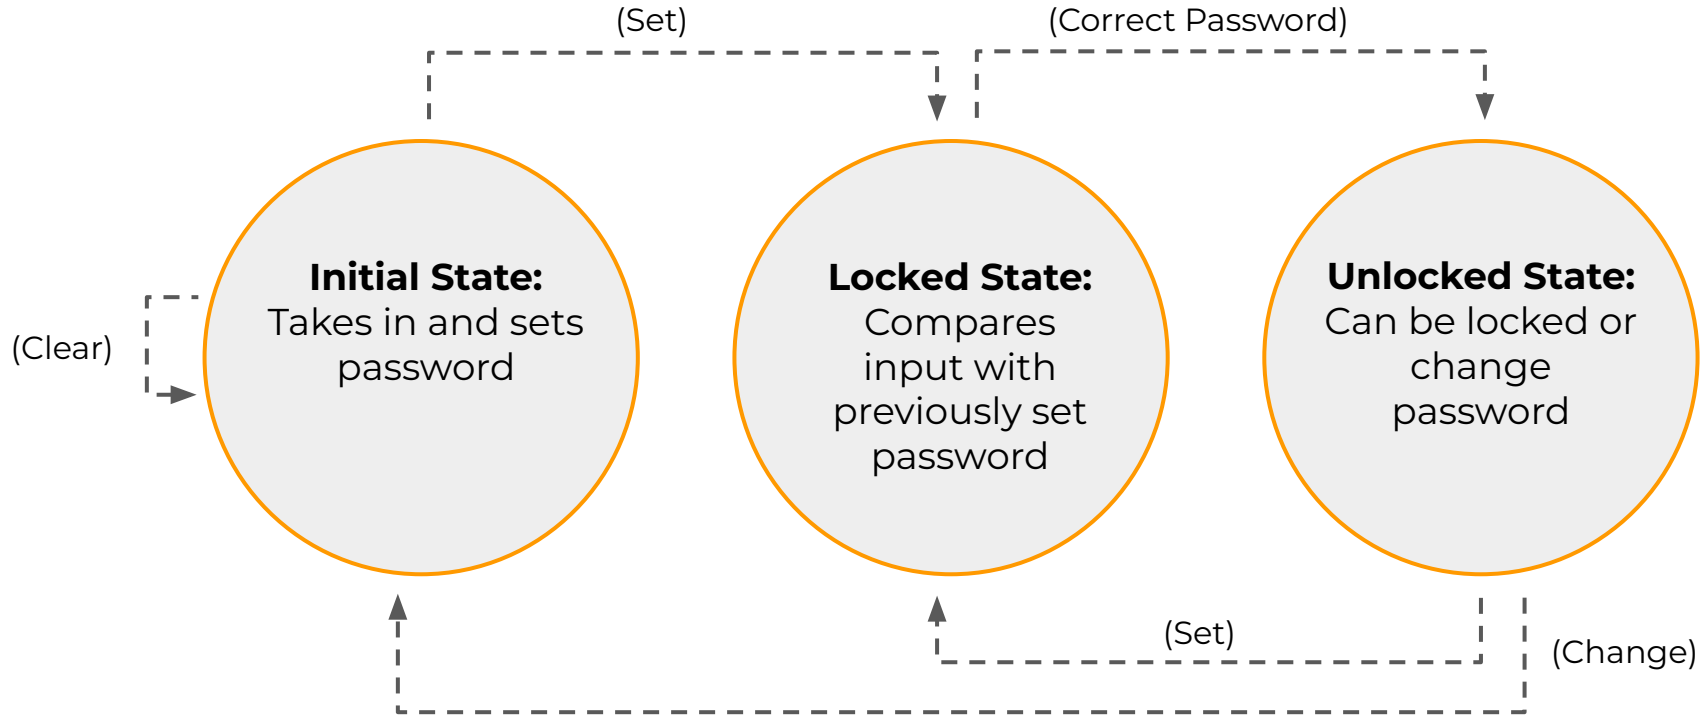 (Set)
(Correct Password)
Initial State:
Takes in and sets
password
(Clear)
Locked State:
Compares
input with
previously set
password
Unlocked State:
Can be locked or
change
password
(Set)
(Change)